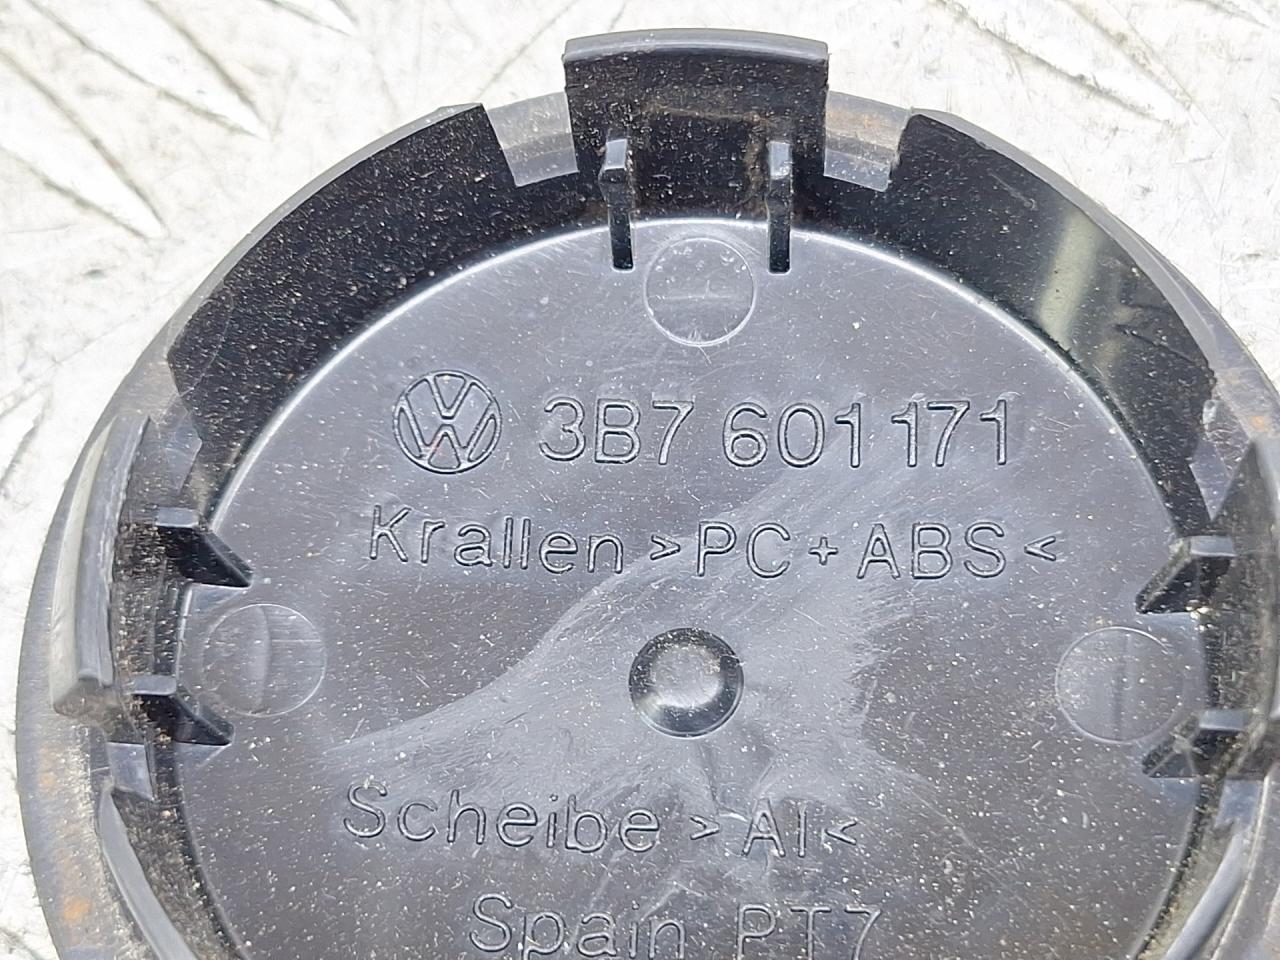 3B7 601 171
Krallen >PC+ABS<
Scheibe >Al<
Spain PT7